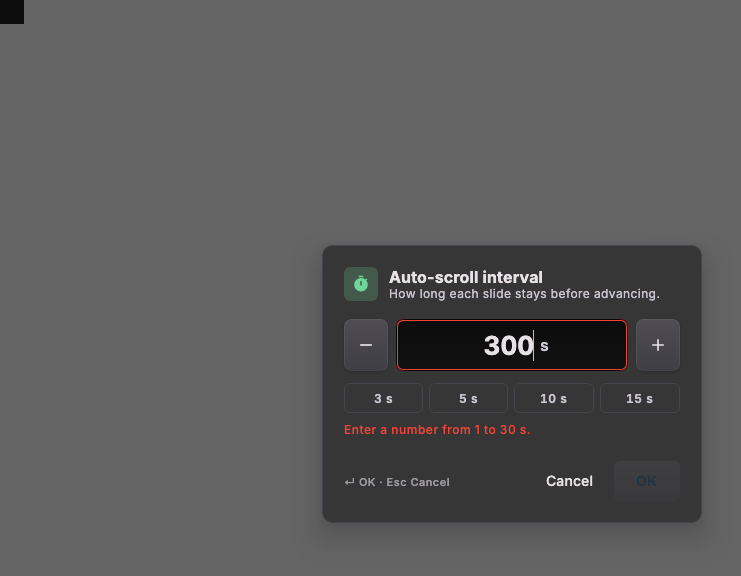 Auto-scroll interval
How long each slide stays before advancing.
− 300 s +
3 s 5 s 10 s 15 s
Enter a number from 1 to 30 s.
↵ OK · Esc Cancel Cancel OK